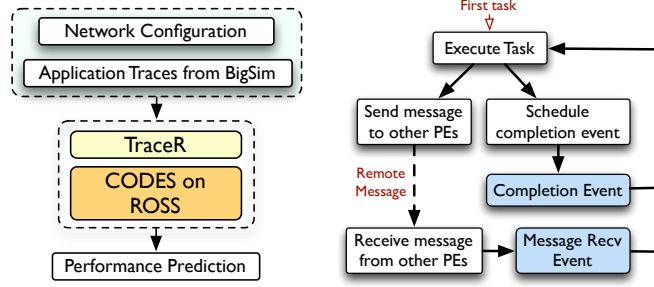 Network Configuration
Application Traces from BigSim
TraceR
CODES on
ROSS
Performance Prediction
First task
Execute Task
Send message
to other PEs
Schedule
completion event
Remote
Message
Completion Event
Receive message
from other PEs
Message Recv
Event